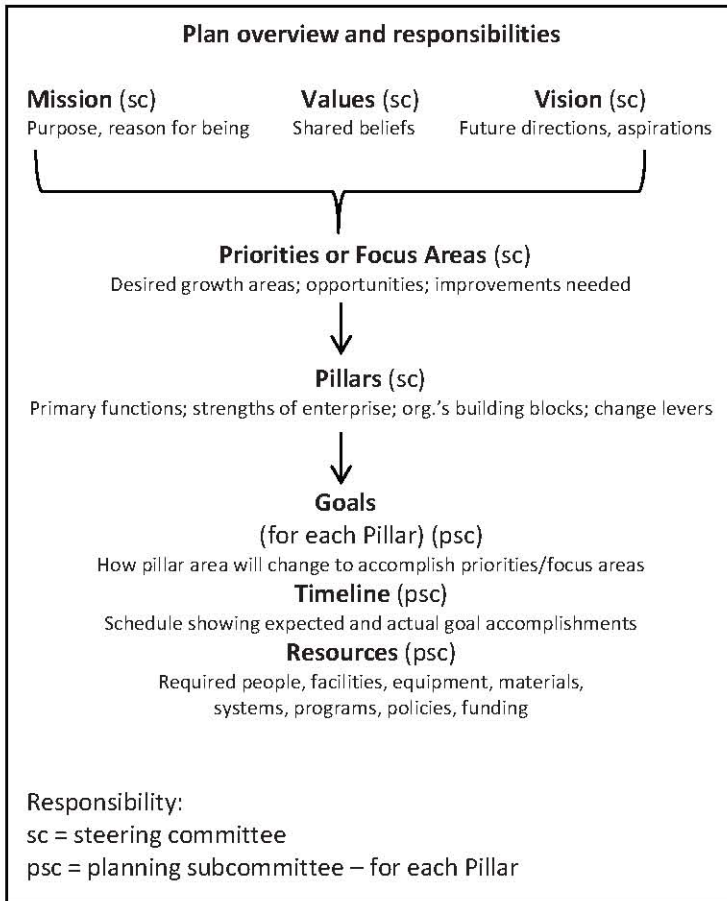 Plan overview and responsibilities
Mission (sc) Values (sc) Vision (sc)
Purpose, reason for being Shared beliefs Future directions, aspirations
Priorities or Focus Areas (sc)
Desired growth areas; opportunities; improvements needed
Pillars (sc)
Primary functions; strengths of enterprise; org.'s building blocks; change levers
Goals
(for each Pillar) (psc)
How pillar area will change to accomplish priorities/focus areas
Timeline (psc)
Schedule showing expected and actual goal accomplishments
Resources (psc)
Required people, facilities, equipment, materials,
systems, programs, policies, funding
Responsibility:
sc = steering committee
psc = planning subcommittee – for each Pillar